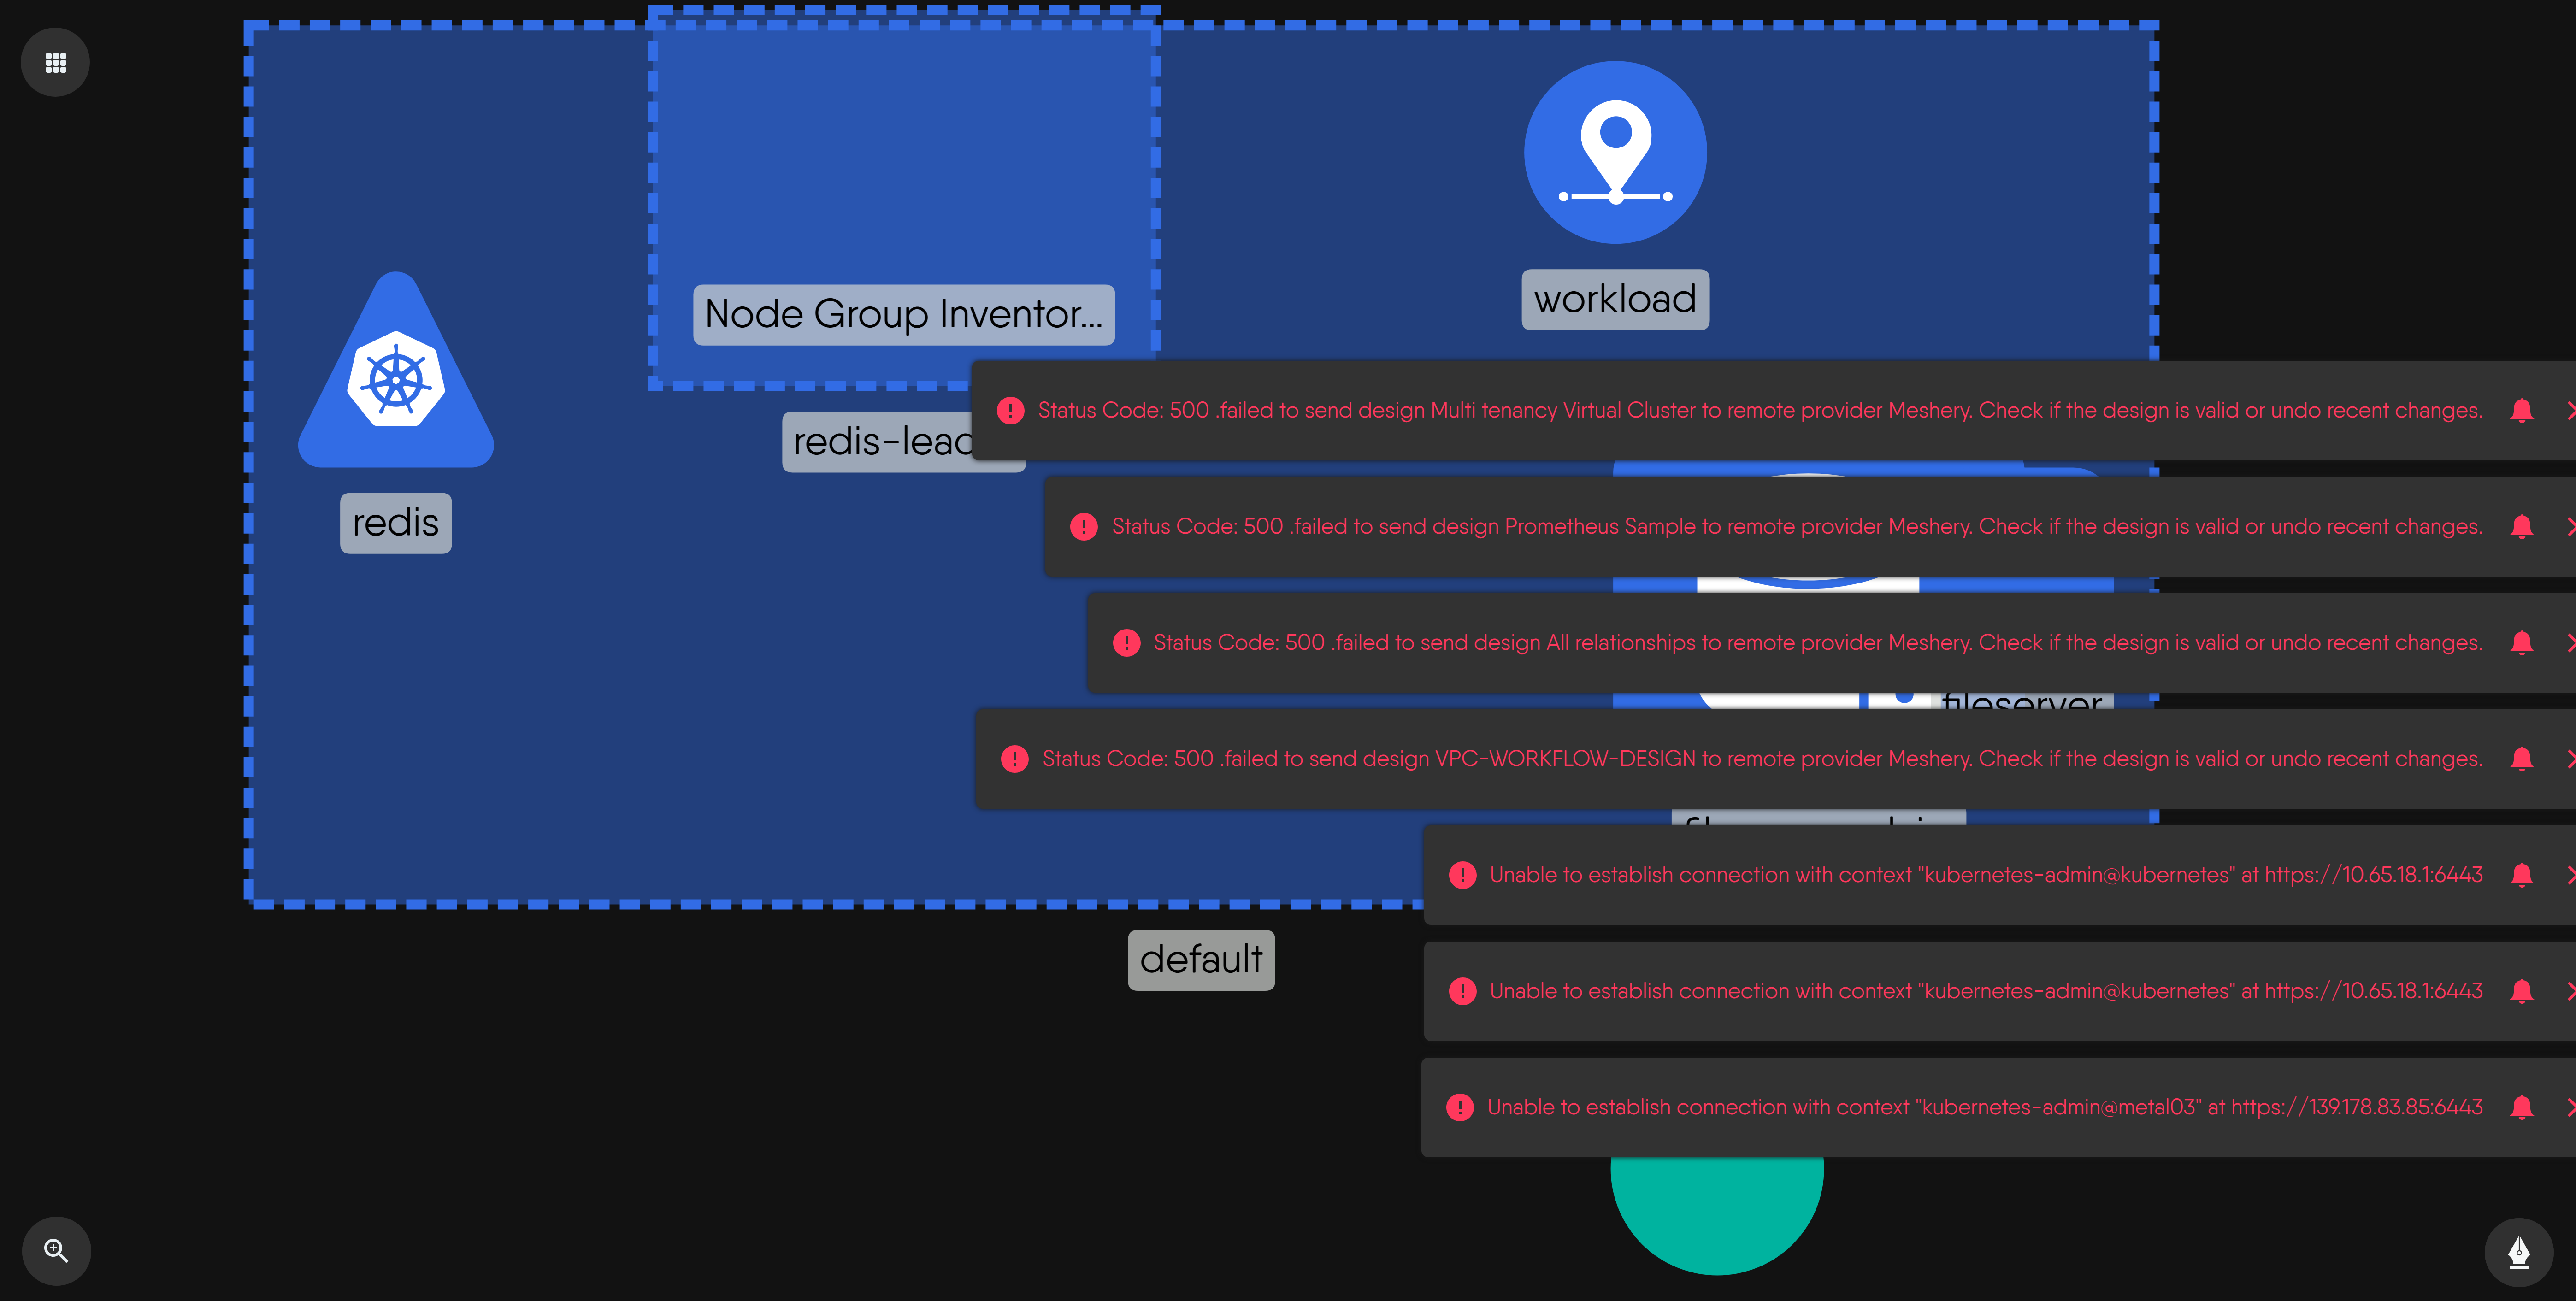 Node Group Inventor...
workload
Status Code: 500 .failed to send design Multi tenancy Virtual Cluster to remote provider Meshery. Check if the design is valid or undo recent changes.
redis-lead
redis
Status Code: 500 .failed to send design Prometheus Sample to remote provider Meshery. Check if the design is valid or undo recent changes.
Status Code: 500 .failed to send design All relationships to remote provider Meshery. Check if the design is valid or undo recent changes.
fileserver
Status Code: 500 .failed to send design VPC-WORKFLOW-DESIGN to remote provider Meshery. Check if the design is valid or undo recent changes.
Unable to establish connection with context "kubernetes-admin@kubernetes" at https://10.65.18.1:6443
default
Unable to establish connection with context "kubernetes-admin@kubernetes" at https://10.65.18.1:6443
Unable to establish connection with context "kubernetes-admin@metal03" at https://139.178.83.85:6443